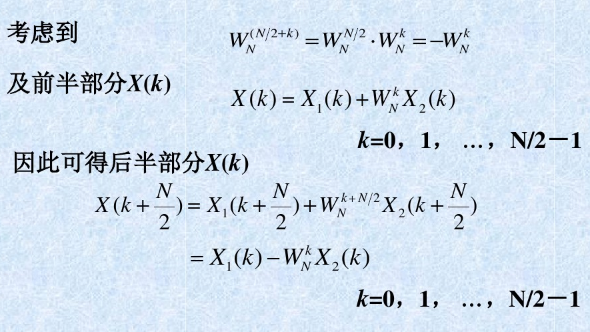 考虑到 W_N^{(N/2+k)} = W_N^{N/2} · W_N^k = −W_N^k
及前半部分X(k)
X(k) = X_1(k) + W_N^k X_2(k)
k=0，1， …，N/2－1
因此可得后半部分X(k)
X(k + N/2) = X_1(k + N/2) + W_N^{k+N/2} X_2(k + N/2)
= X_1(k) − W_N^k X_2(k)
k=0，1， …，N/2－1